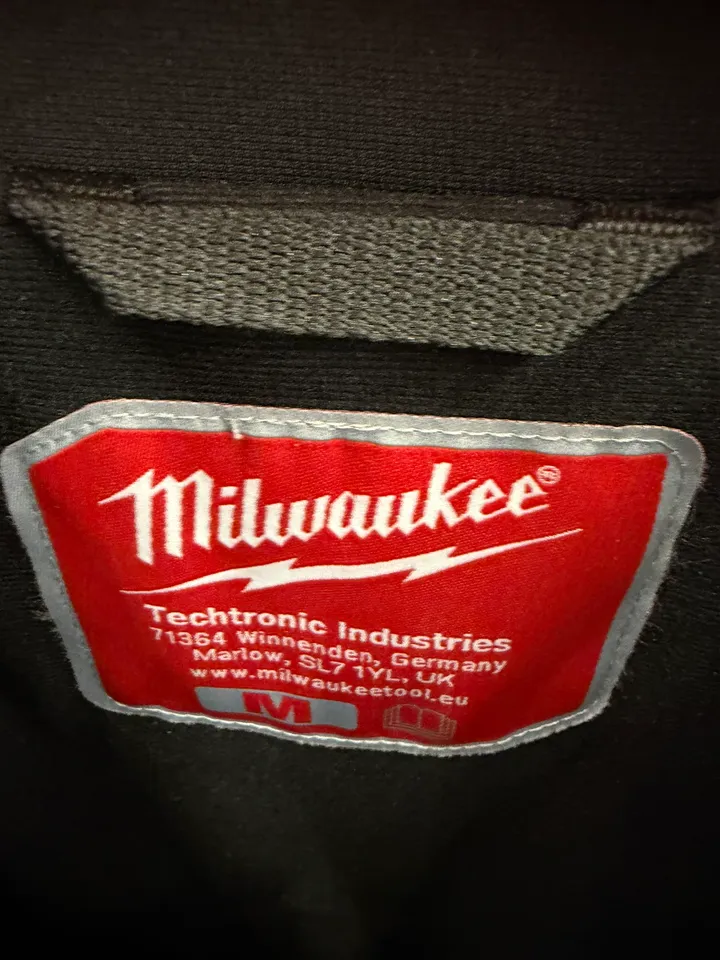 Milwaukee®
Techtronic Industries
71364 Winnenden, Germany
Marlow, SL7 1YL, UK
www.milwaukeetool.eu
M